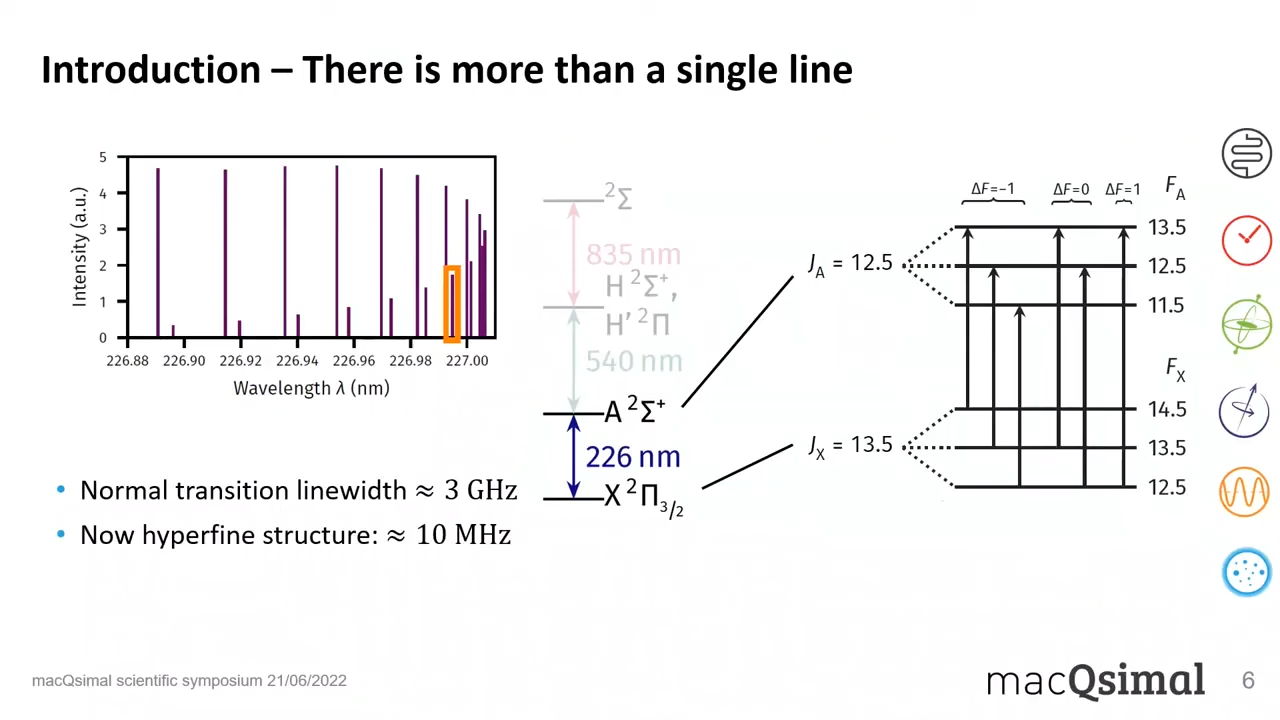 Introduction – There is more than a single line
Intensity (a.u.)
5
4
3
2
1
0
226.88 226.90 226.92 226.94 226.96 226.98 227.00
Wavelength λ (nm)
²Σ
835 nm
H ²Σ⁺,
H′ ²Π
540 nm
A ²Σ⁺
226 nm
X ²Π₃/₂
J_A = 12.5
J_X = 13.5
ΔF=−1 ΔF=0 ΔF=1 F_A
13.5
12.5
11.5
F_X
14.5
13.5
12.5
• Normal transition linewidth ≈ 3 GHz
• Now hyperfine structure: ≈ 10 MHz
macQsimal scientific symposium 21/06/2022
macQsimal
6